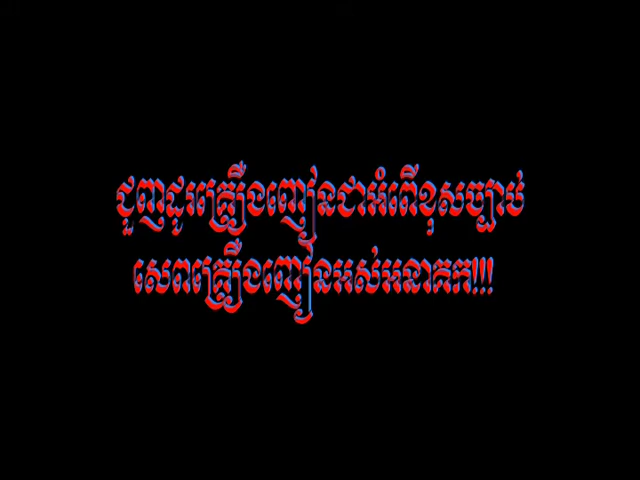 ជួញដូរគ្រឿងញៀនជាអំពើខុសច្បាប់
សេពគ្រឿងញៀនអស់អនាគត!!!